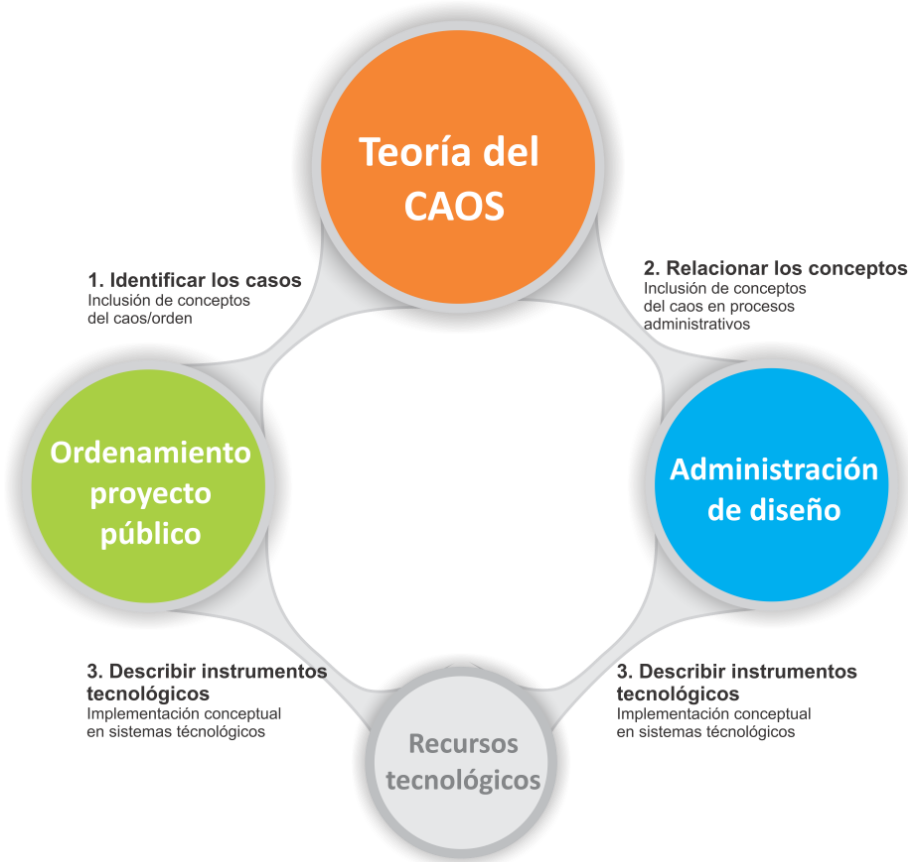 Teoría del
CAOS
1. Identificar los casos
Inclusión de conceptos
del caos/orden
2. Relacionar los conceptos
Inclusión de conceptos
del caos en procesos
administrativos
Ordenamiento
proyecto
público
Administración
de diseño
3. Describir instrumentos
tecnológicos
Implementación conceptual
en sistemas técnológicos
3. Describir instrumentos
tecnológicos
Implementación conceptual
en sistemas técnológicos
Recursos
tecnológicos